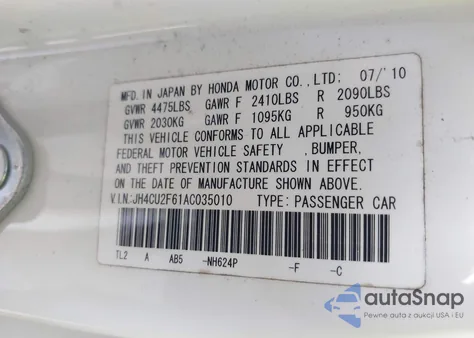 MFD. IN JAPAN BY HONDA MOTOR CO., LTD: 07/'10
GVWR 4475LBS GAWR F 2410LBS R 2090LBS
GVWR 2030KG GAWR F 1095KG R 950KG
THIS VEHICLE CONFORMS TO ALL APPLICABLE
FEDERAL MOTOR VEHICLE SAFETY , BUMPER,
AND THEFT PREVENTION STANDARDS IN EFFECT
ON THE DATE OF MANUFACTURE SHOWN ABOVE.
V.I.N.:JH4CU2F61AC035010 TYPE: PASSENGER CAR
TL2 A AB5 -NH624P -F -C
autoSnap
Pewne auta z aukcji USA i EU